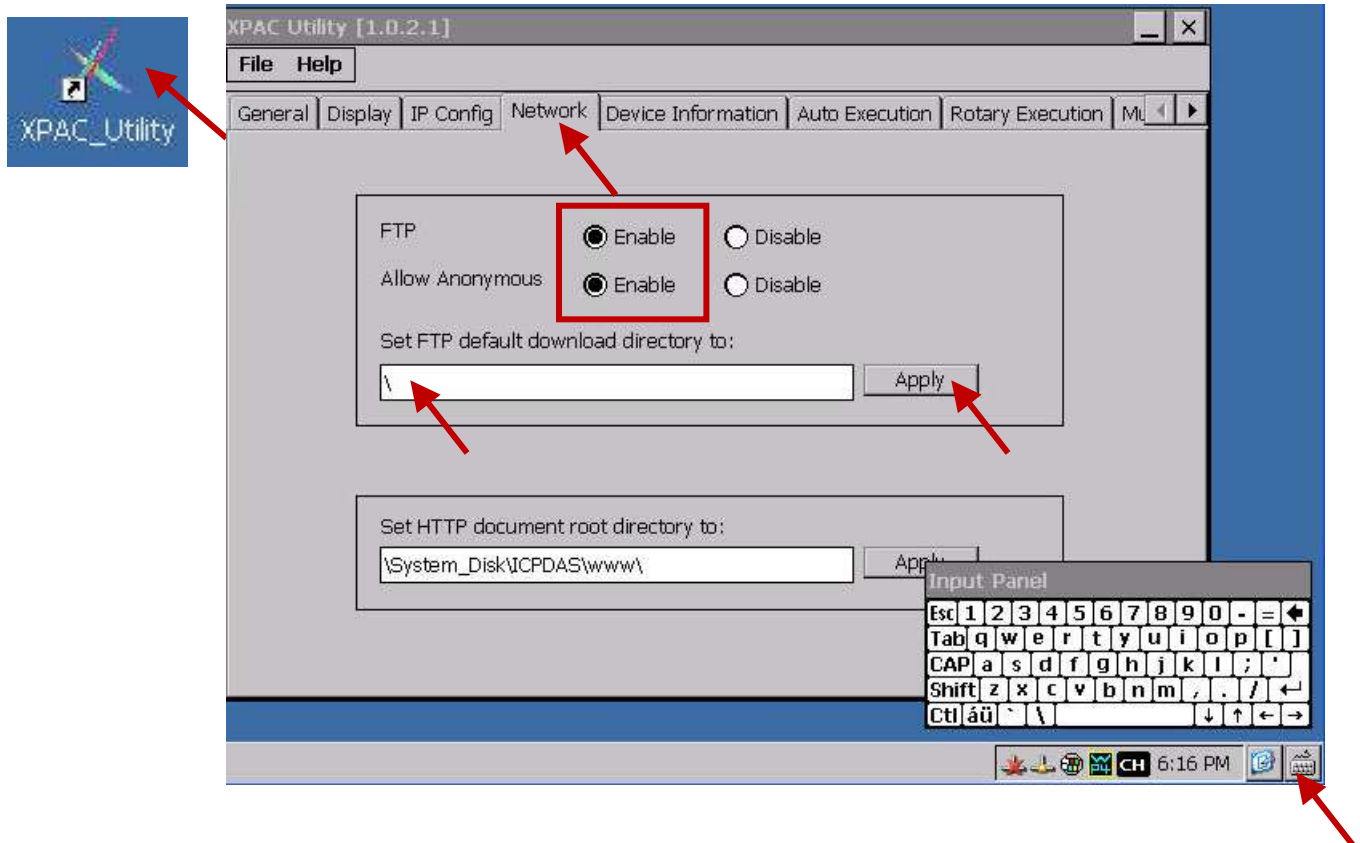 XPAC_Utility
XPAC Utility [1.0.2.1]
File Help
General Display IP Config Network Device Information Auto Execution Rotary Execution
FTP Enable Disable
Allow Anonymous Enable Disable
Set FTP default download directory to:
\ Apply
Set HTTP document root directory to:
\System_Disk\ICPDAS\www\
Input Panel
Esc 1 2 3 4 5 6 7 8 9 0 - =
Tab q w e r t y u i o p [ ]
CAP a s d f g h j k l ; '
Shift z x c v b n m , . /
Ctl áü ` \
CH 6:16 PM